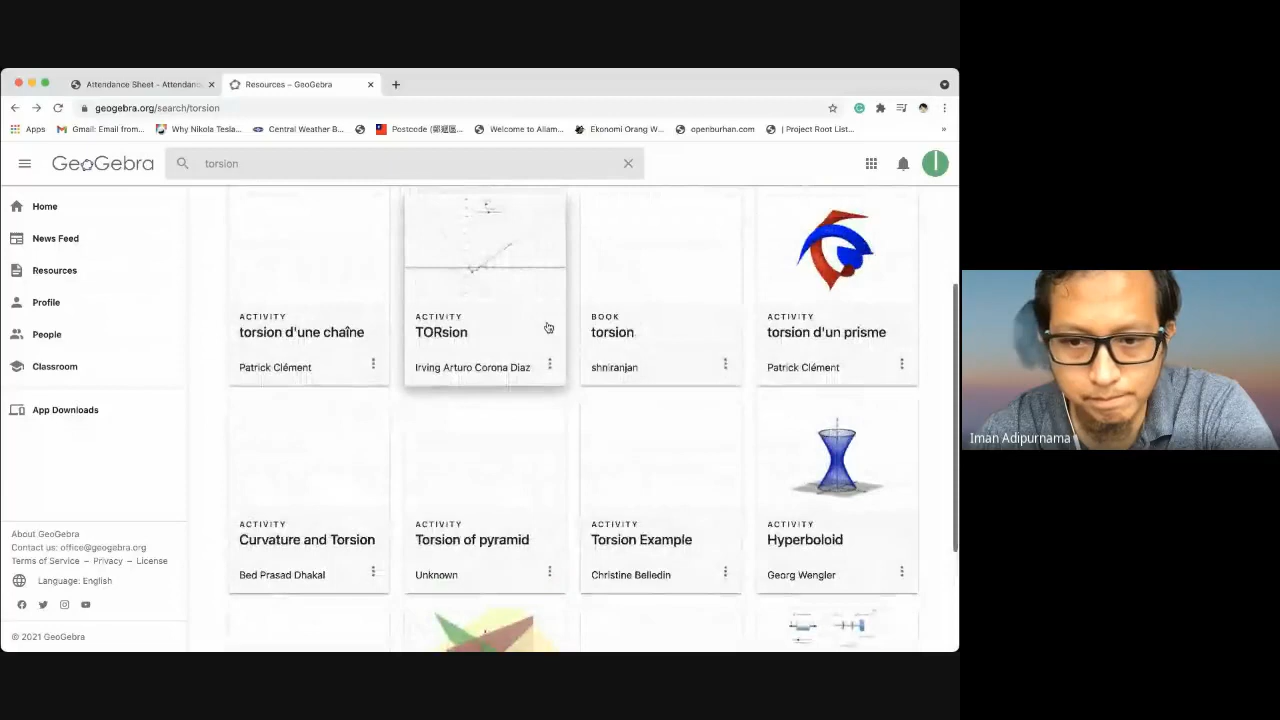 Attendance Sheet - Attendanc
Resources – GeoGebra
geogebra.org/search/torsion
Apps
Gmail: Email from...
Why Nikola Tesla...
Central Weather B...
Welcome to Aliam...
Ekonomi Orang W...
openburhan.com
| Project Root List...
»
GeoGebra
torsion
I
Home
News Feed
Resources
Profile
People
Classroom
App Downloads
ACTIVITY
torsion d'une chaîne
Patrick Clément
ACTIVITY
TORsion
Irving Arturo Corona Diaz
BOOK
torsion
shniranjan
ACTIVITY
torsion d'un prisme
Patrick Clément
ACTIVITY
Curvature and Torsion
Bed Prasad Dhakal
ACTIVITY
Torsion of pyramid
Unknown
ACTIVITY
Torsion Example
Christine Belledin
ACTIVITY
Hyperboloid
Georg Wengler
About GeoGebra
Contact us: office@geogebra.org
Terms of Service – Privacy – License
Language: English
© 2021 GeoGebra
Iman Adipurnama